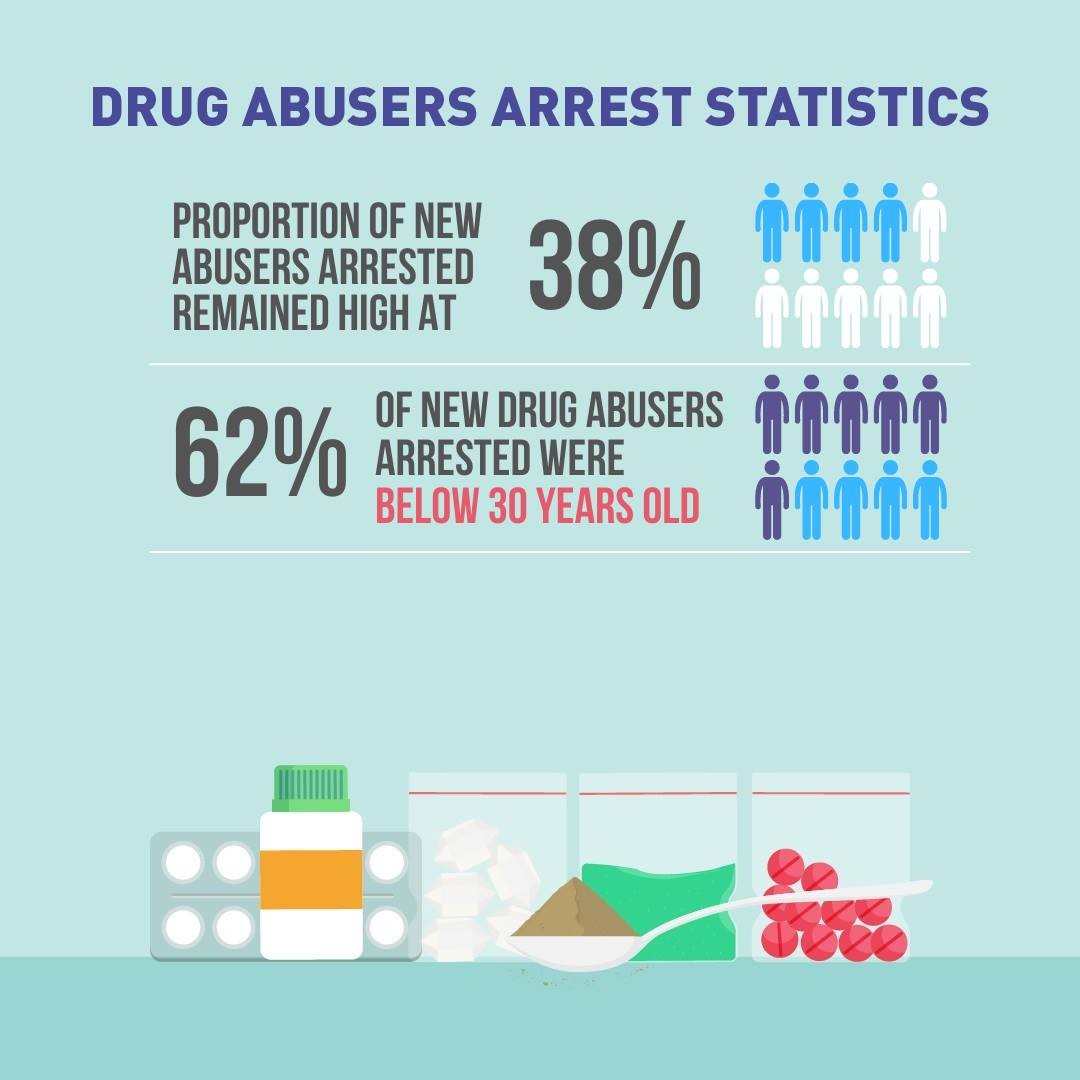 DRUG ABUSERS ARREST STATISTICS
PROPORTION OF NEW
ABUSERS ARRESTED
REMAINED HIGH AT
38%
62%
OF NEW DRUG ABUSERS
ARRESTED WERE
BELOW 30 YEARS OLD